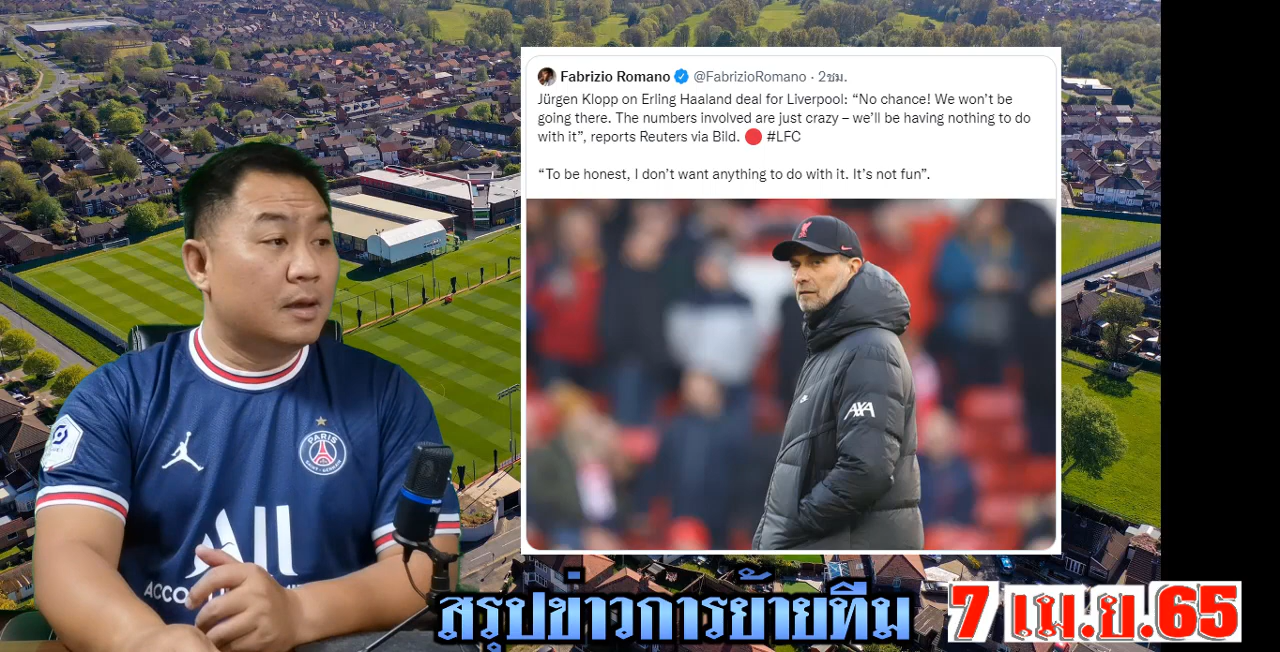 Fabrizio Romano @FabrizioRomano · 2ชม.
Jürgen Klopp on Erling Haaland deal for Liverpool: “No chance! We won’t be
going there. The numbers involved are just crazy – we’ll be having nothing to do
with it”, reports Reuters via Bild. 🔴 #LFC
“To be honest, I don’t want anything to do with it. It’s not fun”.
AXA
PARIS
SAINT-GERMAIN
ALL
สรุปข่าวการย้ายทีม 7 เม.ย.65